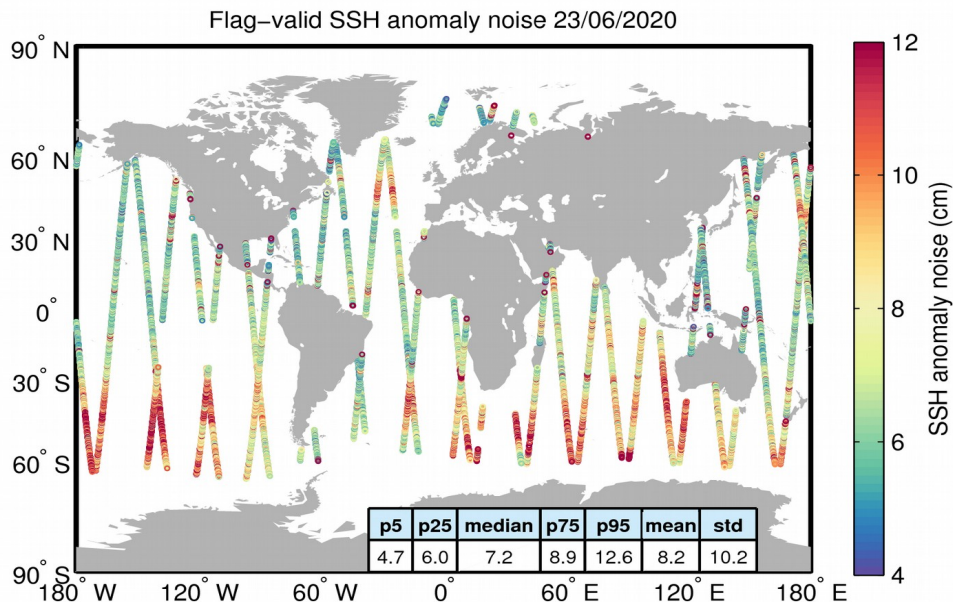 Flag−valid SSH anomaly noise 23/06/2020
90° N
60° N
30° N
0°
30° S
60° S
90° S
180° W
120° W
60° W
0°
60° E
120° E
180° E
p5 p25 median p75 p95 mean std
4.7 6.0 7.2 8.9 12.6 8.2 10.2
12
10
8
6
4
SSH anomaly noise (cm)